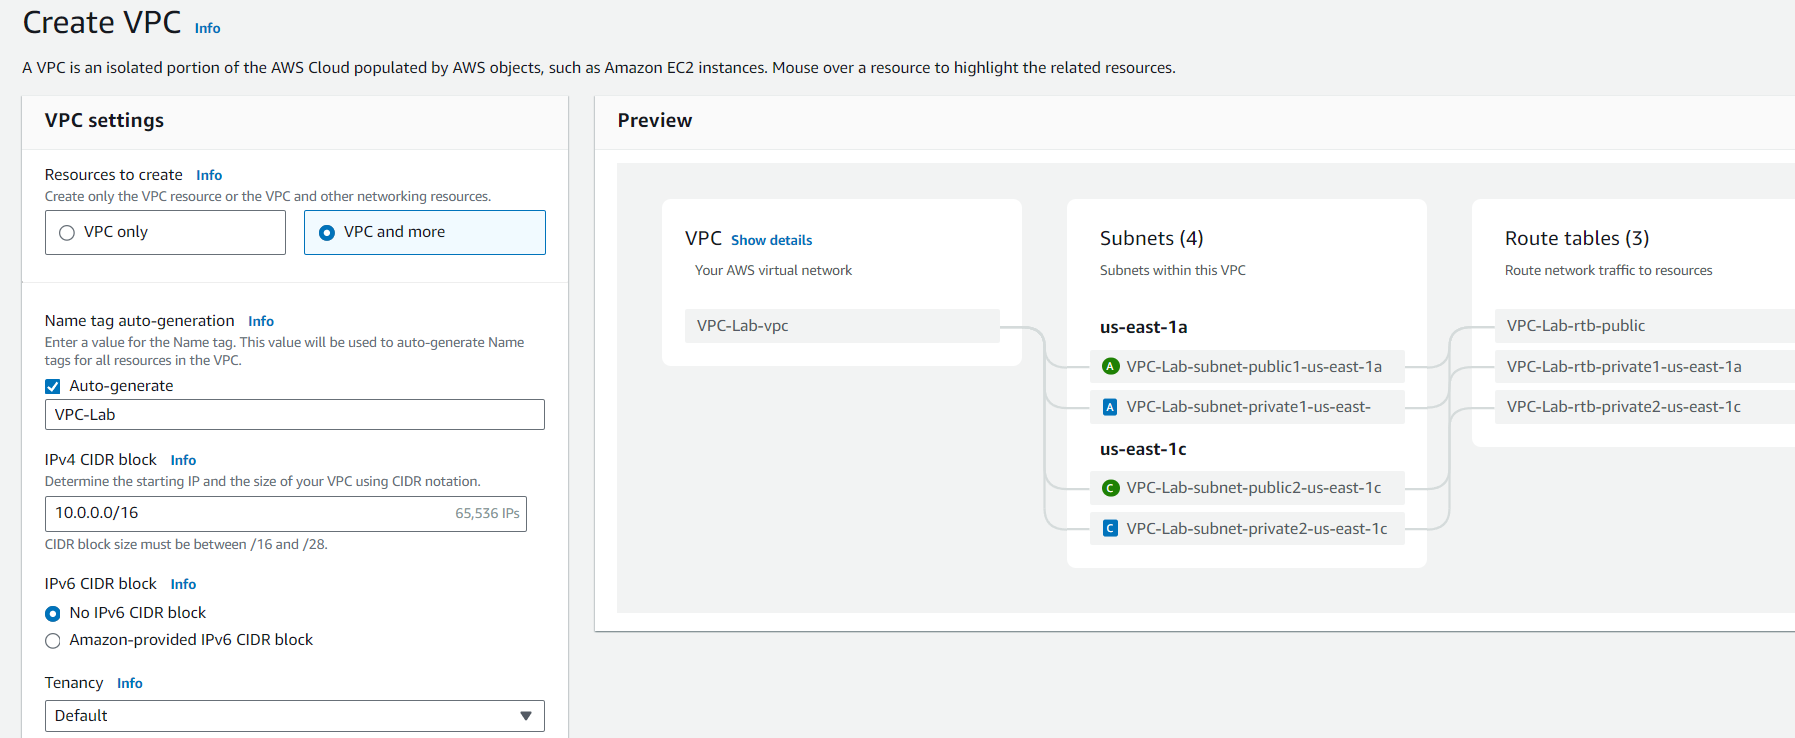 Create VPC Info
A VPC is an isolated portion of the AWS Cloud populated by AWS objects, such as Amazon EC2 instances. Mouse over a resource to highlight the related resources.
VPC settings
Resources to create Info
Create only the VPC resource or the VPC and other networking resources.
VPC only
VPC and more
Name tag auto-generation Info
Enter a value for the Name tag. This value will be used to auto-generate Name
tags for all resources in the VPC.
Auto-generate
VPC-Lab
IPv4 CIDR block Info
Determine the starting IP and the size of your VPC using CIDR notation.
10.0.0.0/16 65,536 IPs
CIDR block size must be between /16 and /28.
IPv6 CIDR block Info
No IPv6 CIDR block
Amazon-provided IPv6 CIDR block
Tenancy Info
Default
Preview
VPC Show details
Your AWS virtual network
VPC-Lab-vpc
Subnets (4)
Subnets within this VPC
us-east-1a
A VPC-Lab-subnet-public1-us-east-1a
A VPC-Lab-subnet-private1-us-east-
us-east-1c
C VPC-Lab-subnet-public2-us-east-1c
C VPC-Lab-subnet-private2-us-east-1c
Route tables (3)
Route network traffic to resources
VPC-Lab-rtb-public
VPC-Lab-rtb-private1-us-east-1a
VPC-Lab-rtb-private2-us-east-1c